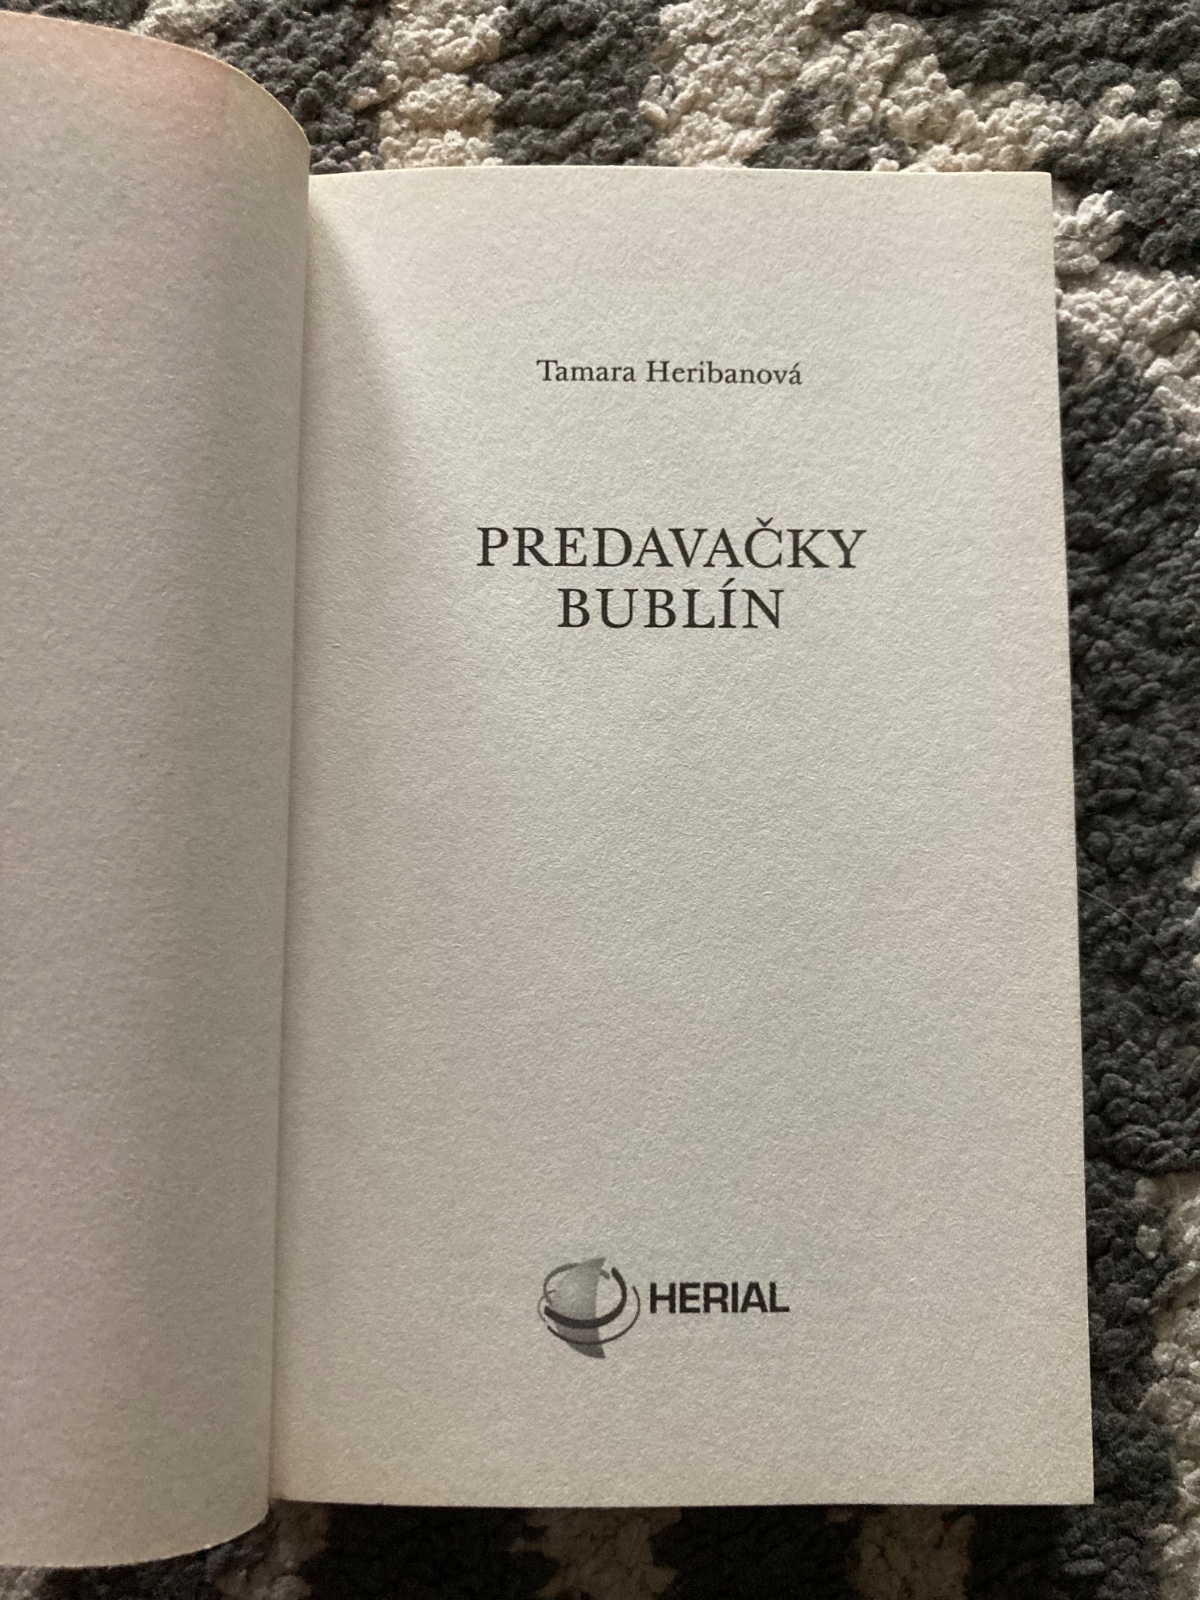 Tamara Heribanová
PREDAVAČKY
BUBLÍN
HERIAL